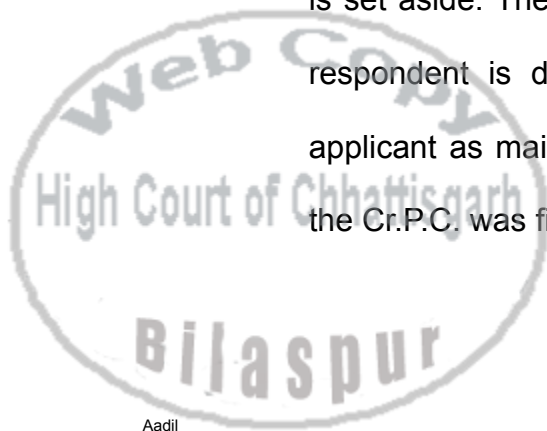 is set aside. The
respondent is d
applicant as mai
the Cr.P.C. was fi
Web Copy
High Court of Chhattisgarh
Bilaspur
Aadil